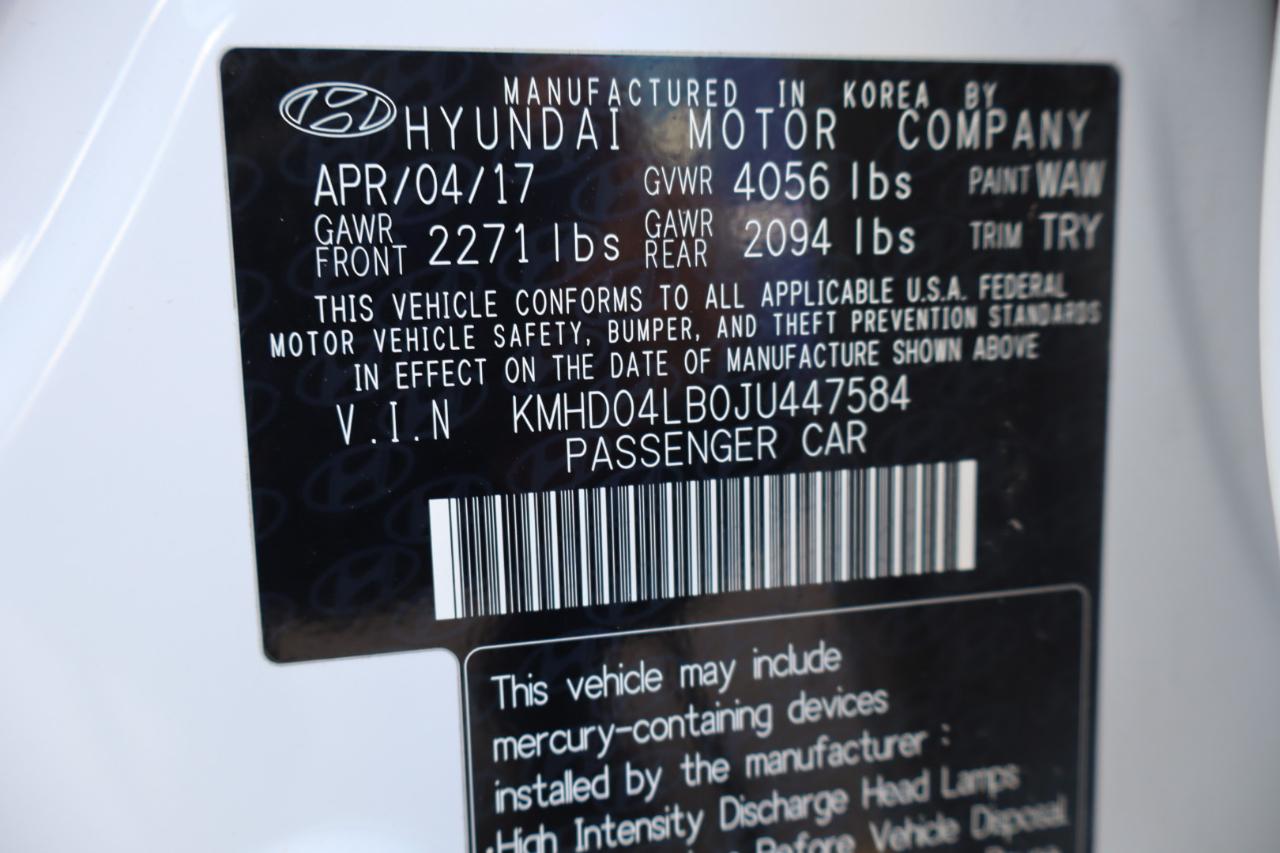 MANUFACTURED IN KOREA BY
HYUNDAI MOTOR COMPANY
APR/04/17 GVWR 4056 lbs PAINT WAW
GAWR FRONT 2271 lbs GAWR REAR 2094 lbs TRIM TRY
THIS VEHICLE CONFORMS TO ALL APPLICABLE U.S.A. FEDERAL
MOTOR VEHICLE SAFETY, BUMPER, AND THEFT PREVENTION STANDARDS
IN EFFECT ON THE DATE OF MANUFACTURE SHOWN ABOVE
V.I.N KMHD04LB0JU447584
PASSENGER CAR
This vehicle may include
mercury-containing devices
installed by the manufacturer :
·High Intensity Discharge Head Lamps
Before Vehicle Disposal